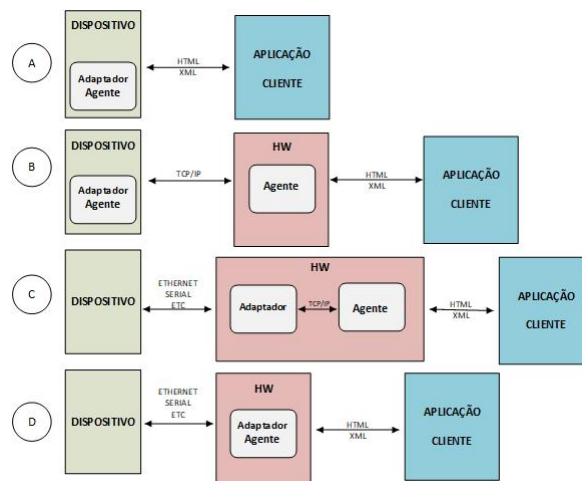 A
DISPOSITIVO
Adaptador
Agente
HTML
XML
APLICAÇÃO
CLIENTE
B
DISPOSITIVO
Adaptador
Agente
TCP/IP
HW
Agente
HTML
XML
APLICAÇÃO
CLIENTE
C
DISPOSITIVO
ETHERNET
SERIAL
ETC
HW
Adaptador
TCP/IP
Agente
HTML
XML
APLICAÇÃO
CLIENTE
D
DISPOSITIVO
ETHERNET
SERIAL
ETC
HW
Adaptador
Agente
HTML
XML
APLICAÇÃO
CLIENTE